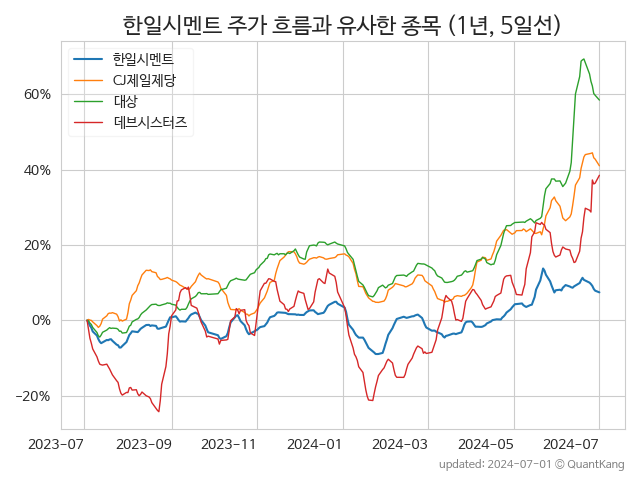 한일시멘트 주가 흐름과 유사한 종목 (1년, 5일선)
한일시멘트
CJ제일제당
대상
데브시스터즈
60%
40%
20%
0%
−20%
2023-07 2023-09 2023-11 2024-01 2024-03 2024-05 2024-07
updated: 2024-07-01 © QuantKang